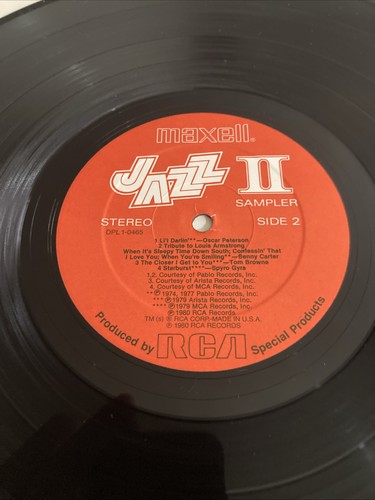 maxell®
JAZZ II
SAMPLER
STEREO SIDE 2
DPL 1-0465
1 Li'l Darlin'**—Oscar Peterson
2 Tribute to Louis Armstrong
When It's Sleepy Time Down South; Confessin' That
I Love You; When You're Smiling**—Benny Carter
3 The Closer I Get to You***—Tom Browne
4 Starburst****—Spyro Gyra
1,2. Courtesy of Pablo Records, Inc.
3. Courtesy of Arista Records, Inc.
4. Courtesy of MCA Records, Inc.
**℗ 1974, 1977 Pablo Records, Inc.
***℗ 1979 Arista Records, Inc.
****℗ 1979 MCA Records, Inc.
℗ 1980 RCA RECORDS
TM (s) ® RCA CORP-MADE IN U.S.A.
© 1980 RCA RECORDS
Produced by RCA Special Products